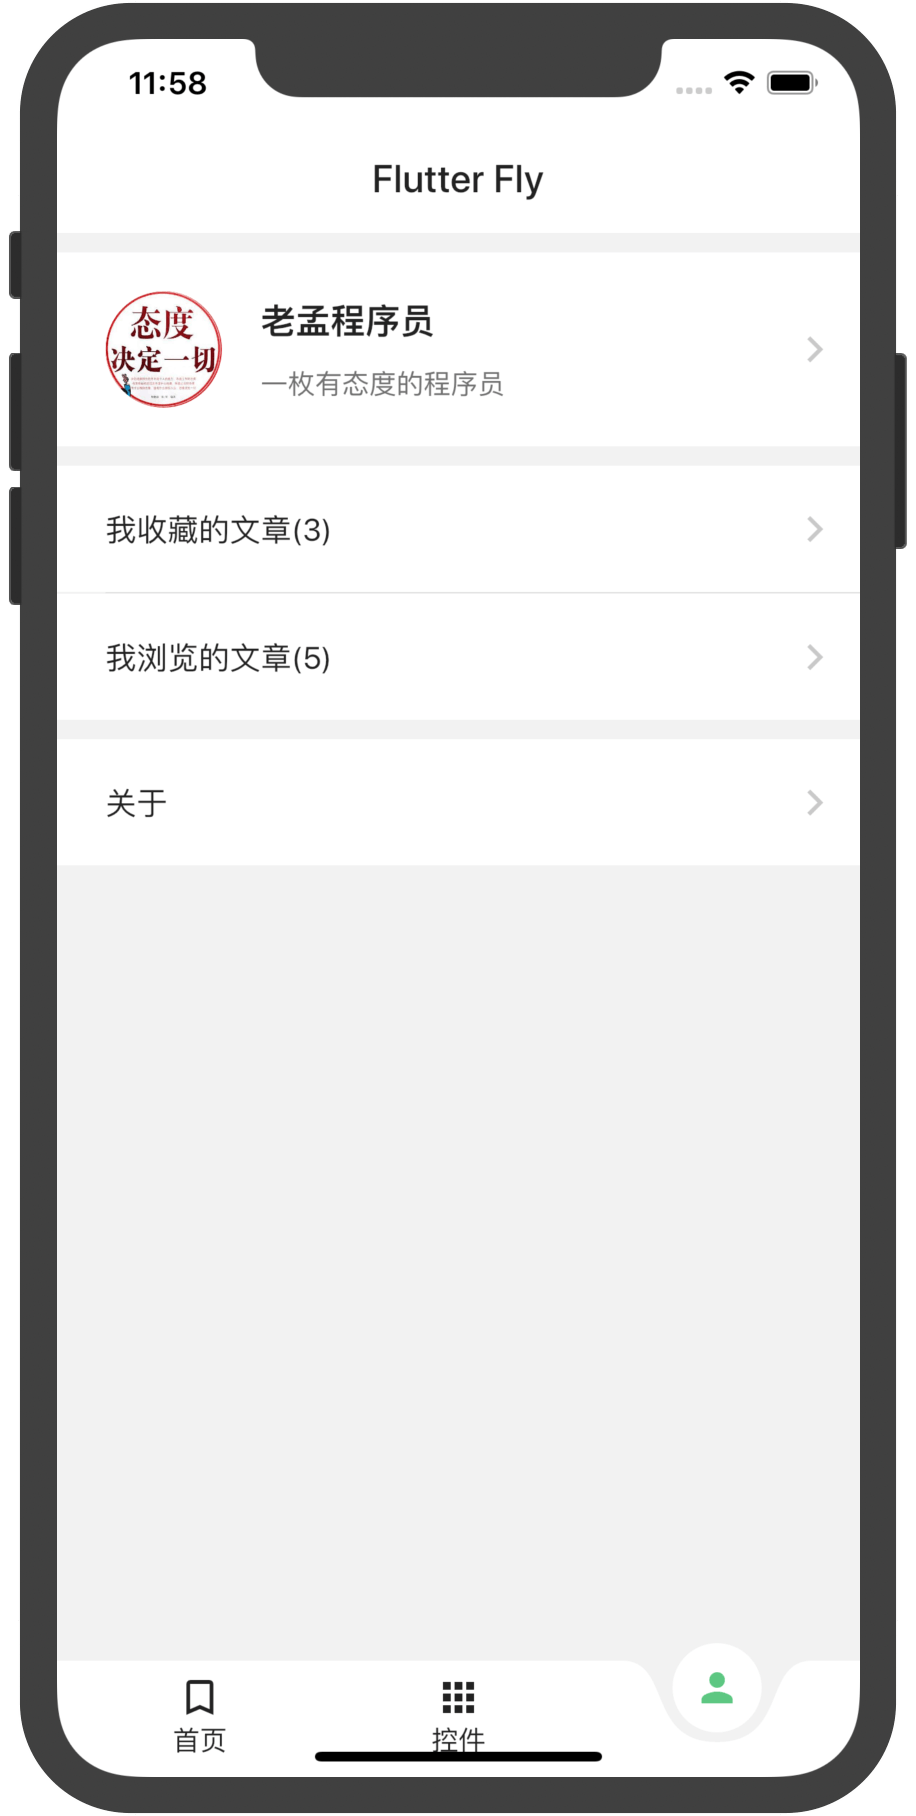 11:58
Flutter Fly
态度
决定一切
老孟程序员
一枚有态度的程序员
我收藏的文章(3)
我浏览的文章(5)
关于
首页
控件